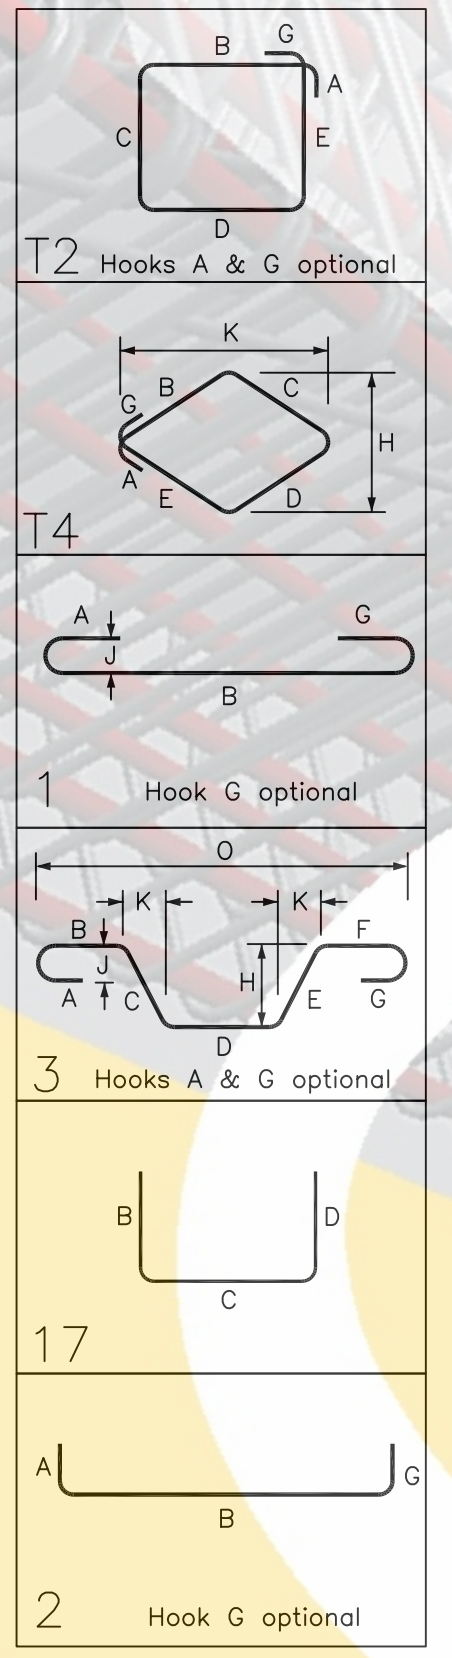 G
B
A
C
E
D
T2 Hooks A & G optional
K
B
C
G
H
A
E
D
T4
A
G
J
B
1 Hook G optional
O
K
K
B
F
J
H
A
C
E
G
D
3 Hooks A & G optional
B
D
C
17
A
G
B
2 Hook G optional